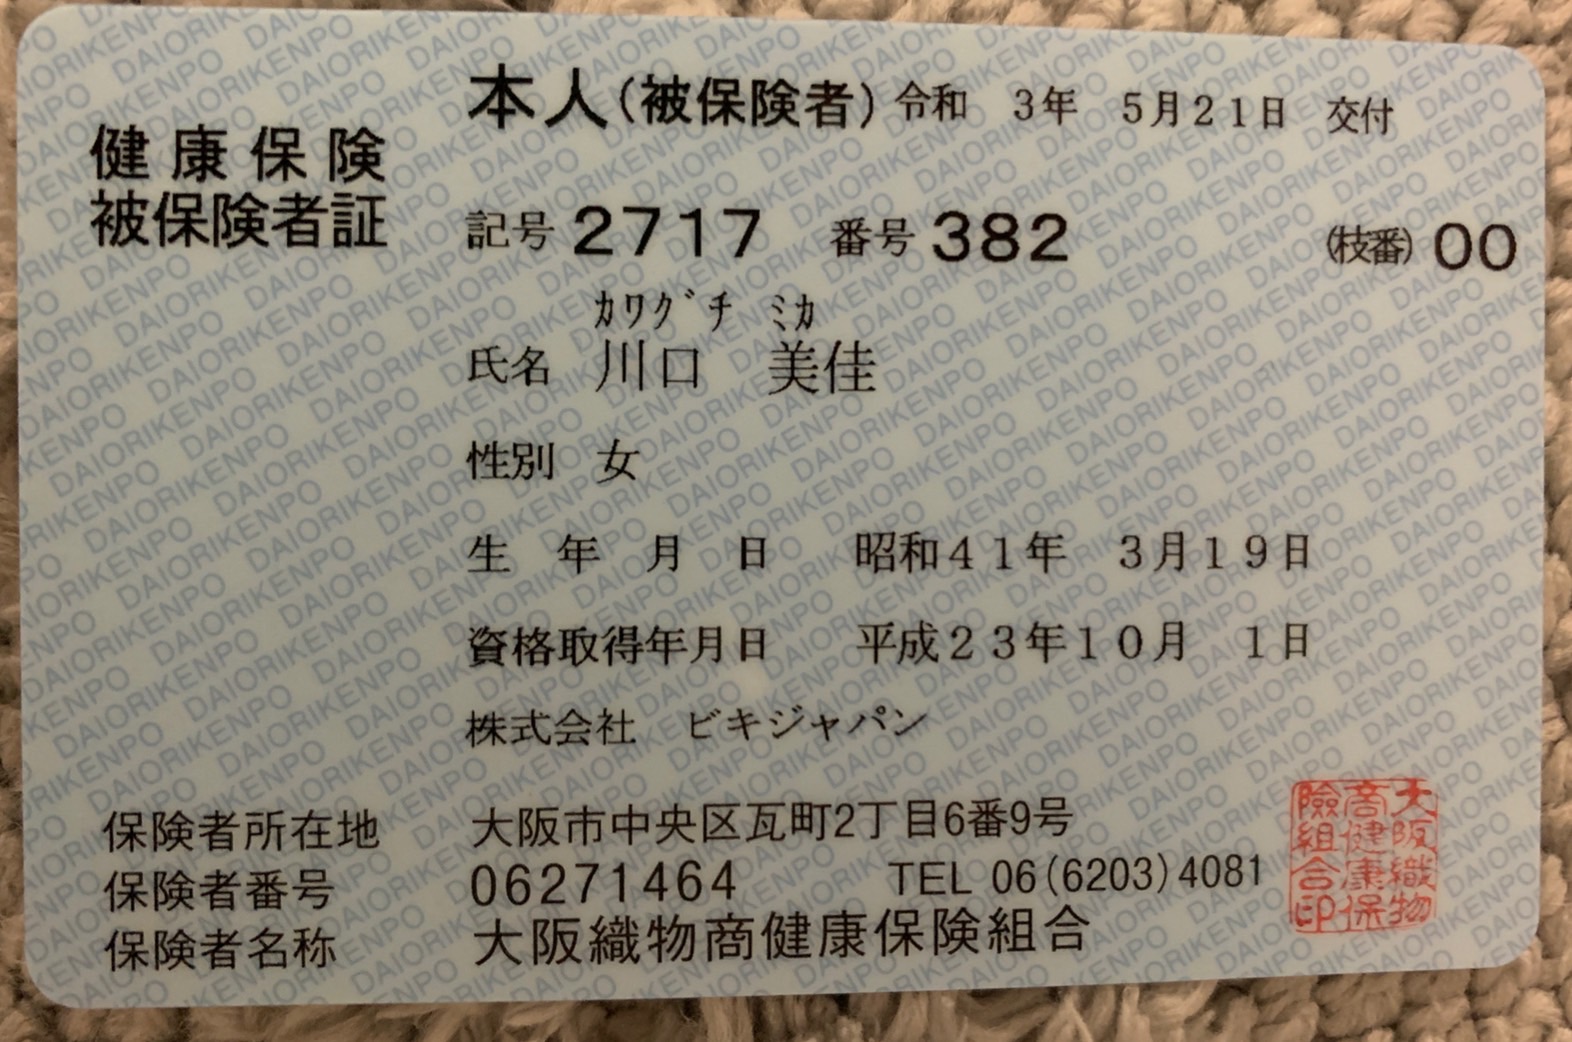 本人(被保険者) 令和 3年 5月21日 交付
健康保険
被保険者証
記号 2717 番号 382 (枝番) 00
カワグチ ミカ
氏名 川口 美佳
性別 女
生年月日 昭和41年 3月19日
資格取得年月日 平成23年10月 1日
株式会社 ビキジャパン
保険者所在地 大阪市中央区瓦町2丁目6番9号
保険者番号 06271464 TEL 06(6203)4081
保険者名称 大阪織物商健康保険組合
大阪織物
商健康保
險組合印
DAIORIKENPO